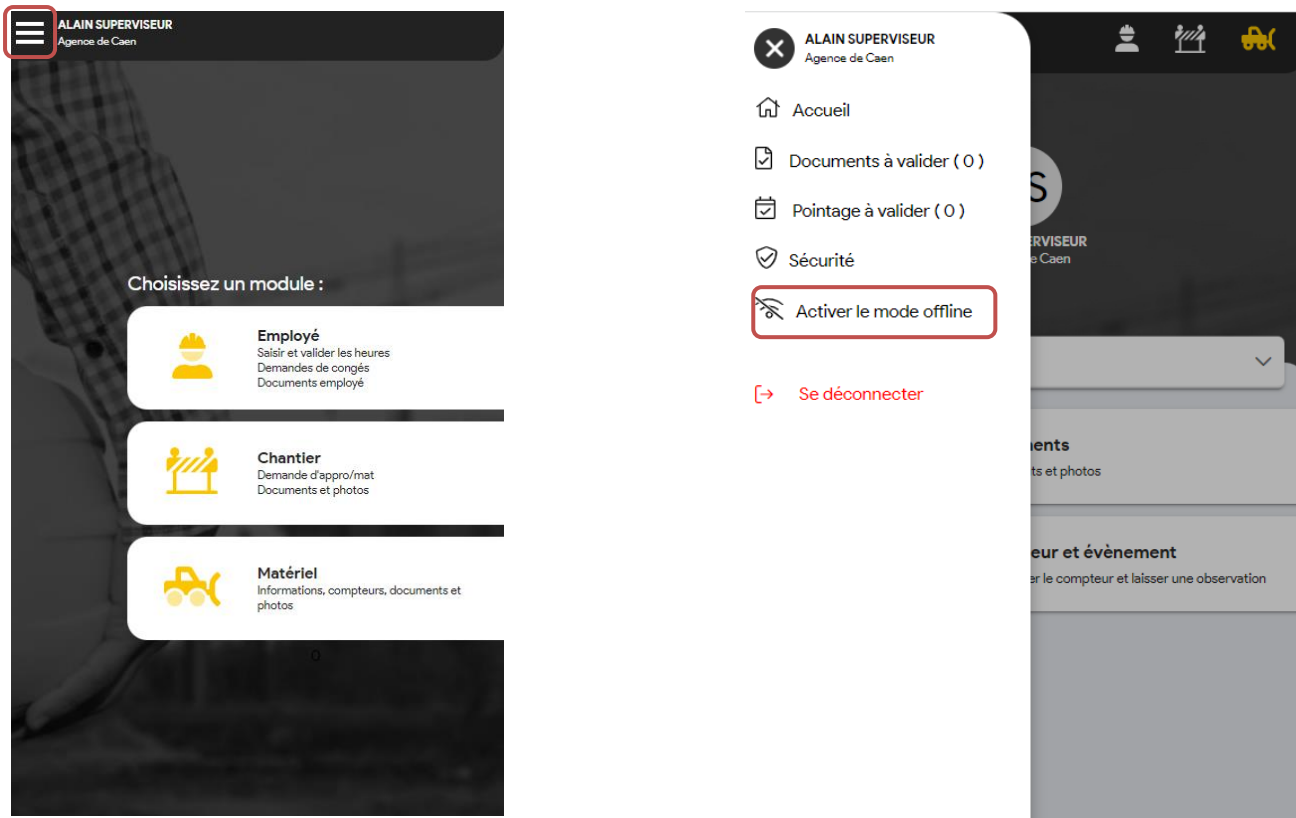 ALAIN SUPERVISEUR
Agence de Caen
Choisissez un module :
Employé
Saisir et valider les heures
Demandes de congés
Documents employé
Chantier
Demande d'appro/mat
Documents et photos
Matériel
Informations, compteurs, documents et
photos
0
ALAIN SUPERVISEUR
Agence de Caen
Accueil
Documents à valider ( 0 )
Pointage à valider ( 0 )
Sécurité
Activer le mode offline
Se déconnecter
S
ERVISEUR
e Caen
ents
ts et photos
eur et évènement
er le compteur et laisser une observation